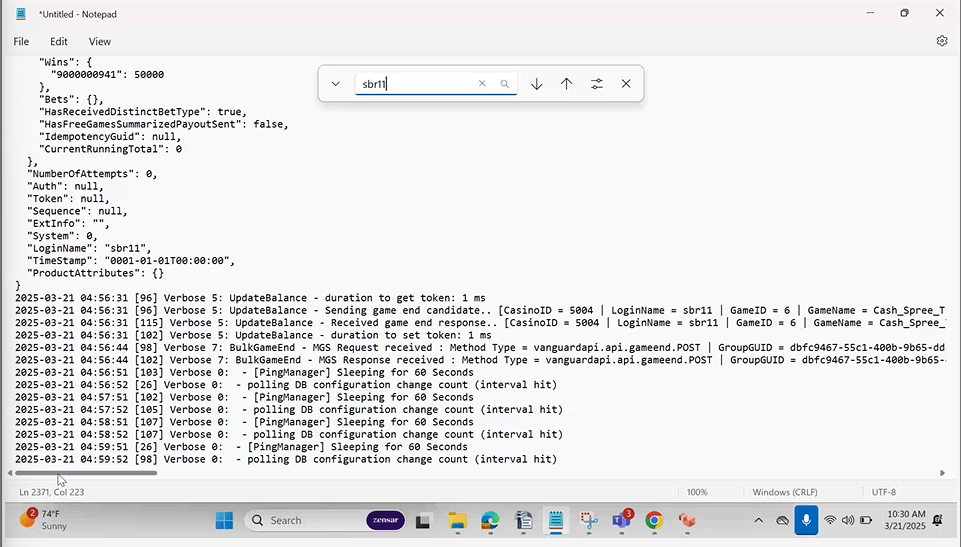 *Untitled - Notepad
File Edit View
sbr11
"Wins": {
"9000000941": 50000
},
"Bets": {},
"HasReceivedDistinctBetType": true,
"HasFreeGamesSummarizedPayoutSent": false,
"IdempotencyGuid": null,
"CurrentRunningTotal": 0
},
"NumberOfAttempts": 0,
"Auth": null,
"Token": null,
"Sequence": null,
"ExtInfo": "",
"System": 0,
"LoginName": "sbr11",
"TimeStamp": "0001-01-01T00:00:00",
"ProductAttributes": {}
}
2025-03-21 04:56:31 [96] Verbose 5: UpdateBalance - duration to get token: 1 ms
2025-03-21 04:56:31 [96] Verbose 5: UpdateBalance - Sending game end candidate.. [CasinoID = 5004 | LoginName = sbr11 | GameID = 6 | GameName = Cash_Spree_T
2025-03-21 04:56:31 [115] Verbose 5: UpdateBalance - Received game end response.. [CasinoID = 5004 | LoginName = sbr11 | GameID = 6 | GameName = Cash_Spree_
2025-03-21 04:56:31 [102] Verbose 5: UpdateBalance - duration to set token: 1 ms
2025-03-21 04:56:44 [98] Verbose 7: BulkGameEnd - MGS Request received : Method Type = vanguardapi.api.gameend.POST | GroupGUID = dbfc9467-55c1-400b-9b65-dd
2025-03-21 04:56:44 [102] Verbose 7: BulkGameEnd - MGS Response received : Method Type = vanguardapi.api.gameend.POST | GroupGUID = dbfc9467-55c1-400b-9b65-
2025-03-21 04:56:51 [103] Verbose 0:  - [PingManager] Sleeping for 60 Seconds
2025-03-21 04:56:52 [26] Verbose 0:  - polling DB configuration change count (interval hit)
2025-03-21 04:57:51 [102] Verbose 0:  - [PingManager] Sleeping for 60 Seconds
2025-03-21 04:57:52 [105] Verbose 0:  - polling DB configuration change count (interval hit)
2025-03-21 04:58:51 [107] Verbose 0:  - [PingManager] Sleeping for 60 Seconds
2025-03-21 04:58:52 [107] Verbose 0:  - polling DB configuration change count (interval hit)
2025-03-21 04:59:51 [26] Verbose 0:  - [PingManager] Sleeping for 60 Seconds
2025-03-21 04:59:52 [98] Verbose 0:  - polling DB configuration change count (interval hit)
Ln 2371, Col 223 100% Windows (CRLF) UTF-8
2 74°F
Sunny
Search zensar
3
10:30 AM
3/21/2025